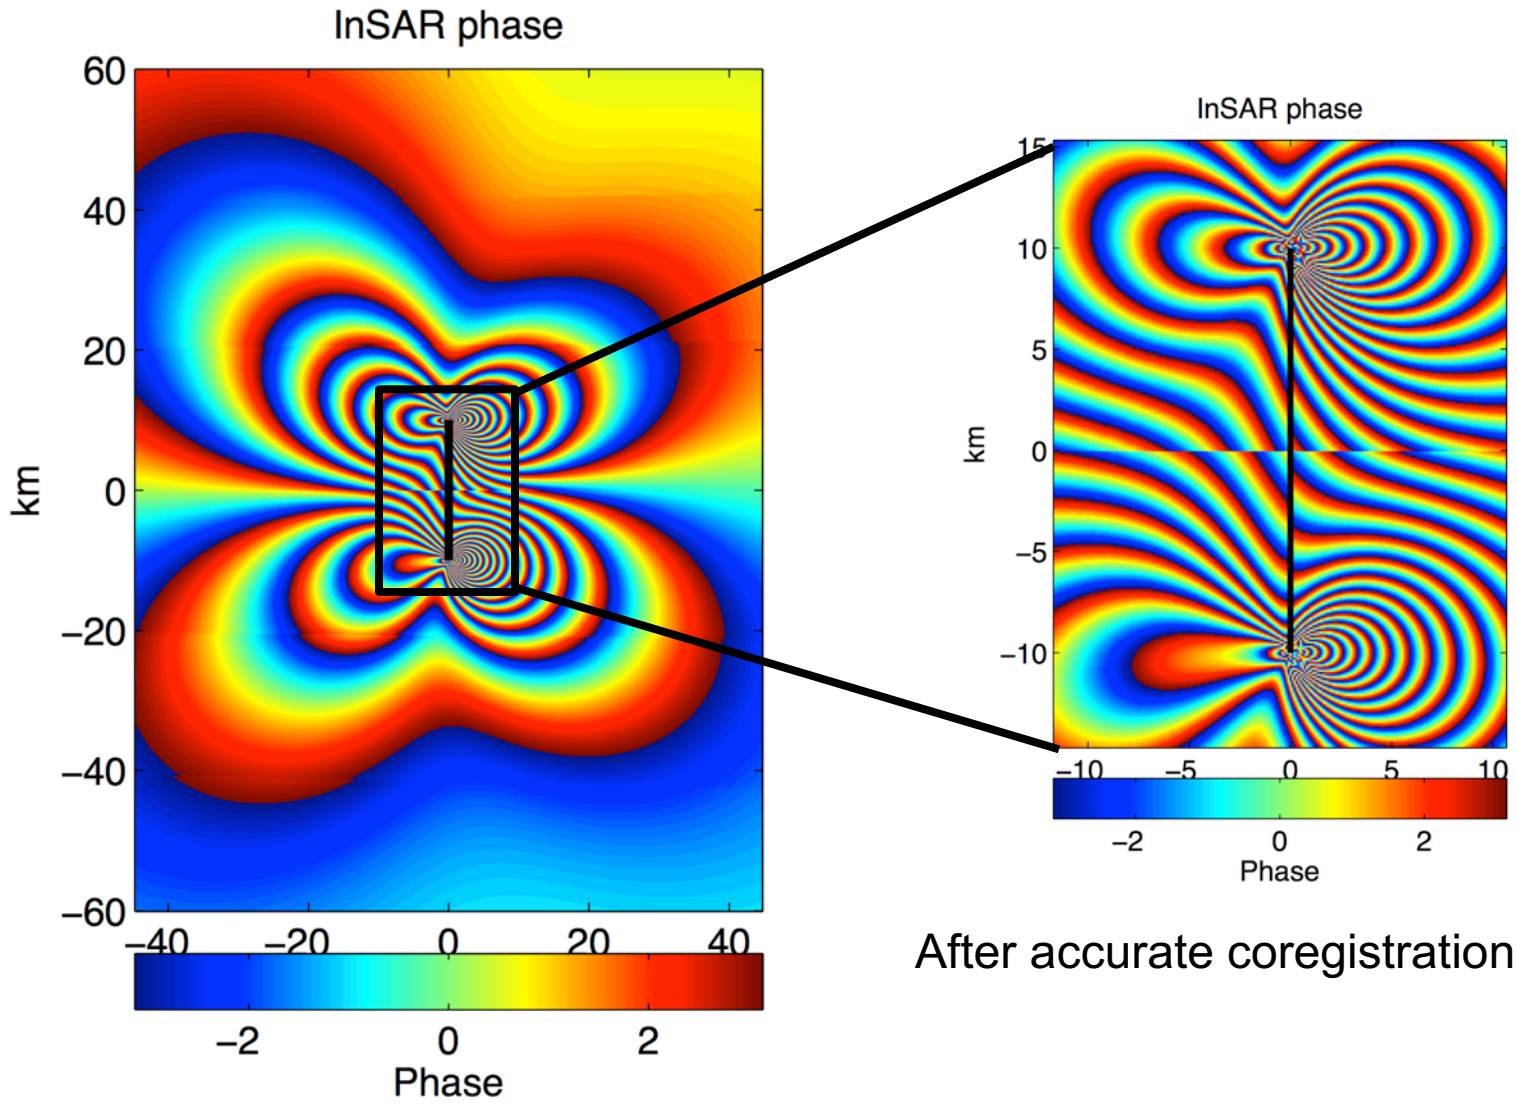 InSAR phase
60
40
20
0
−20
−40
−60
km
−40 −20 0 20 40
−2 0 2
Phase
InSAR phase
15
10
5
0
−5
−10
km
−10 −5 0 5 10
−2 0 2
Phase
After accurate coregistration